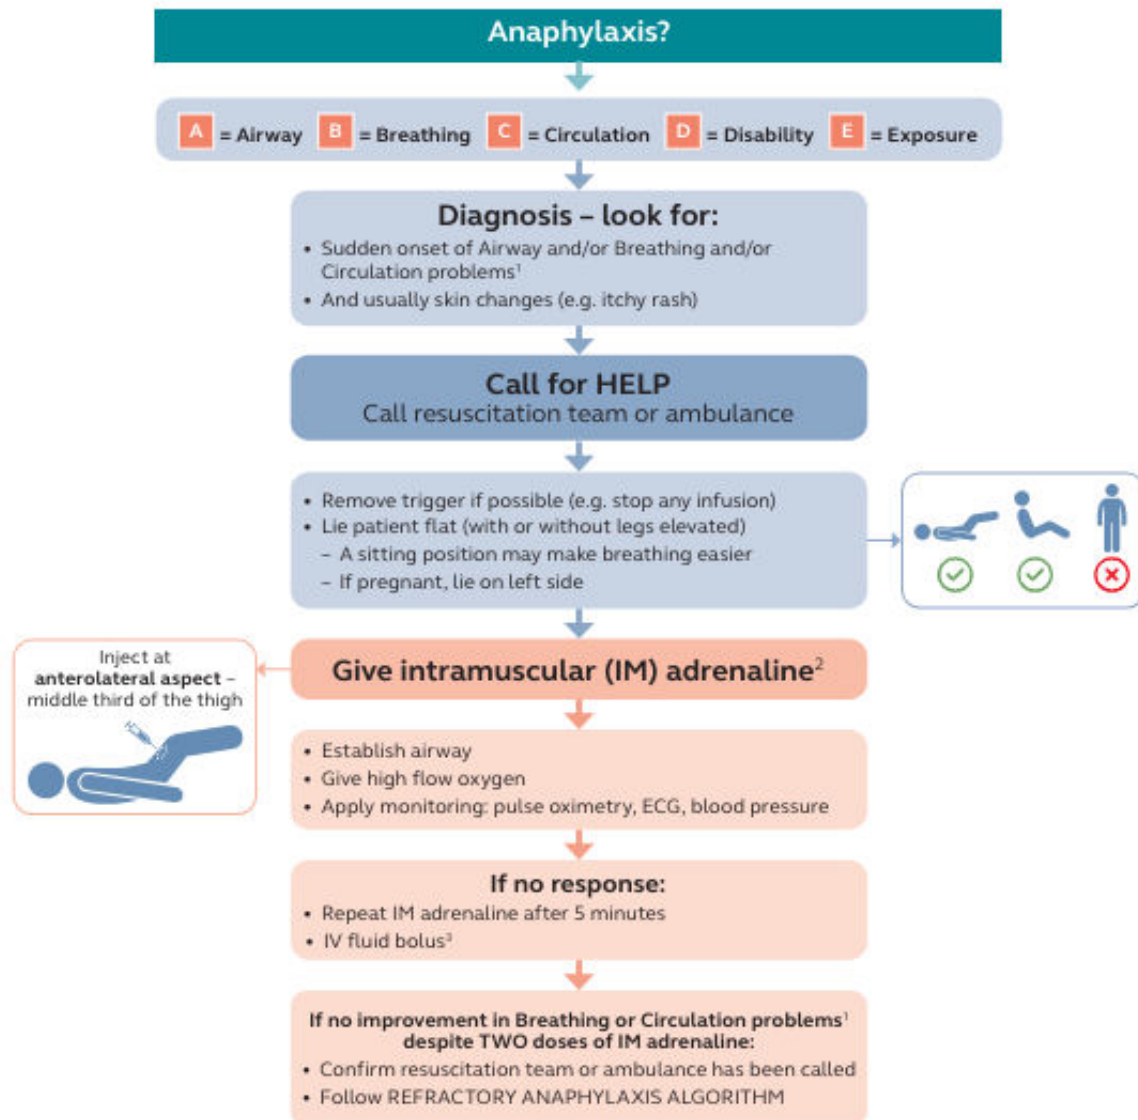 Anaphylaxis?
A = Airway B = Breathing C = Circulation D = Disability E = Exposure
Diagnosis – look for:
• Sudden onset of Airway and/or Breathing and/or
Circulation problems¹
• And usually skin changes (e.g. itchy rash)
Call for HELP
Call resuscitation team or ambulance
• Remove trigger if possible (e.g. stop any infusion)
• Lie patient flat (with or without legs elevated)
– A sitting position may make breathing easier
– If pregnant, lie on left side
Give intramuscular (IM) adrenaline²
Inject at
anterolateral aspect –
middle third of the thigh
• Establish airway
• Give high flow oxygen
• Apply monitoring: pulse oximetry, ECG, blood pressure
If no response:
• Repeat IM adrenaline after 5 minutes
• IV fluid bolus³
If no improvement in Breathing or Circulation problems¹
despite TWO doses of IM adrenaline:
• Confirm resuscitation team or ambulance has been called
• Follow REFRACTORY ANAPHYLAXIS ALGORITHM